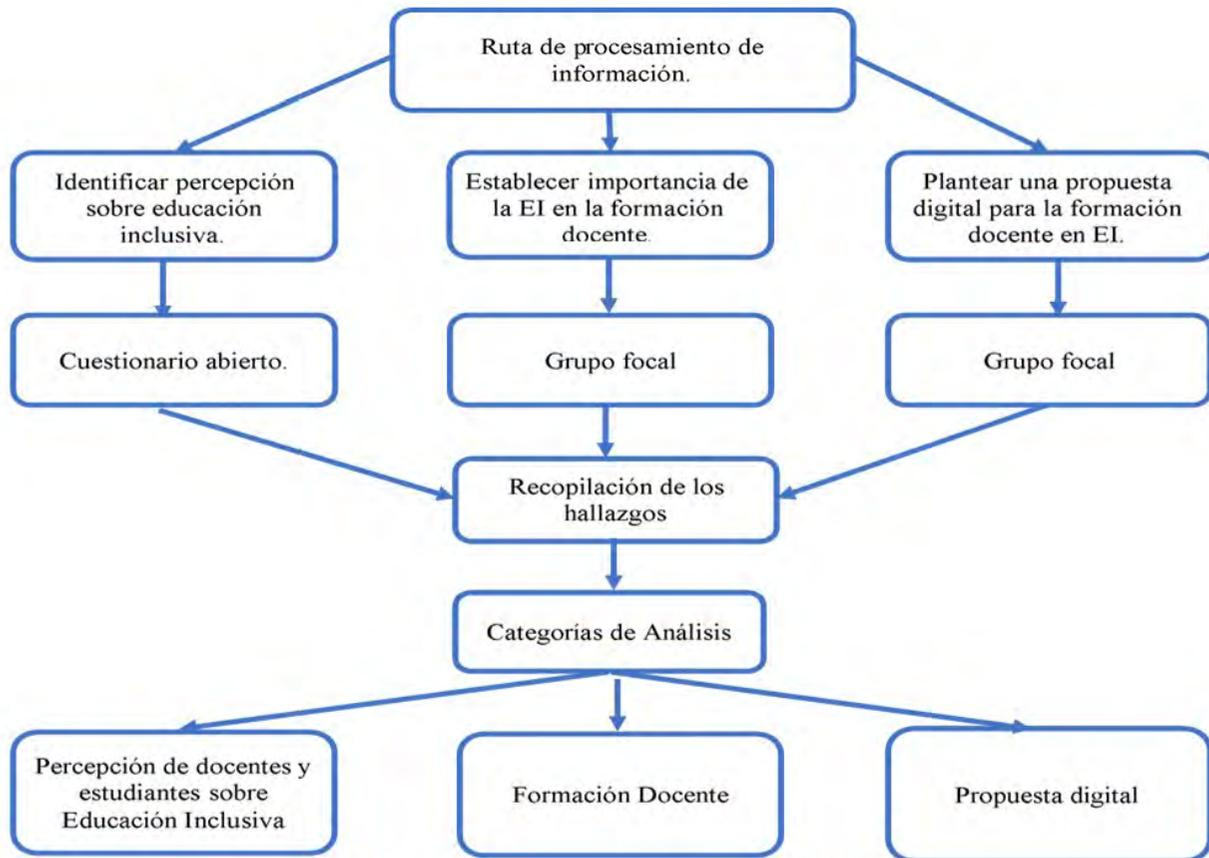 Ruta de procesamiento de
información.
Identificar percepción
sobre educación
inclusiva.
Establecer importancia de
la EI en la formación
docente.
Plantear una propuesta
digital para la formación
docente en EI.
Cuestionario abierto.
Grupo focal
Grupo focal
Recopilación de los
hallazgos
Categorías de Análisis
Percepción de docentes y
estudiantes sobre
Educación Inclusiva
Formación Docente
Propuesta digital